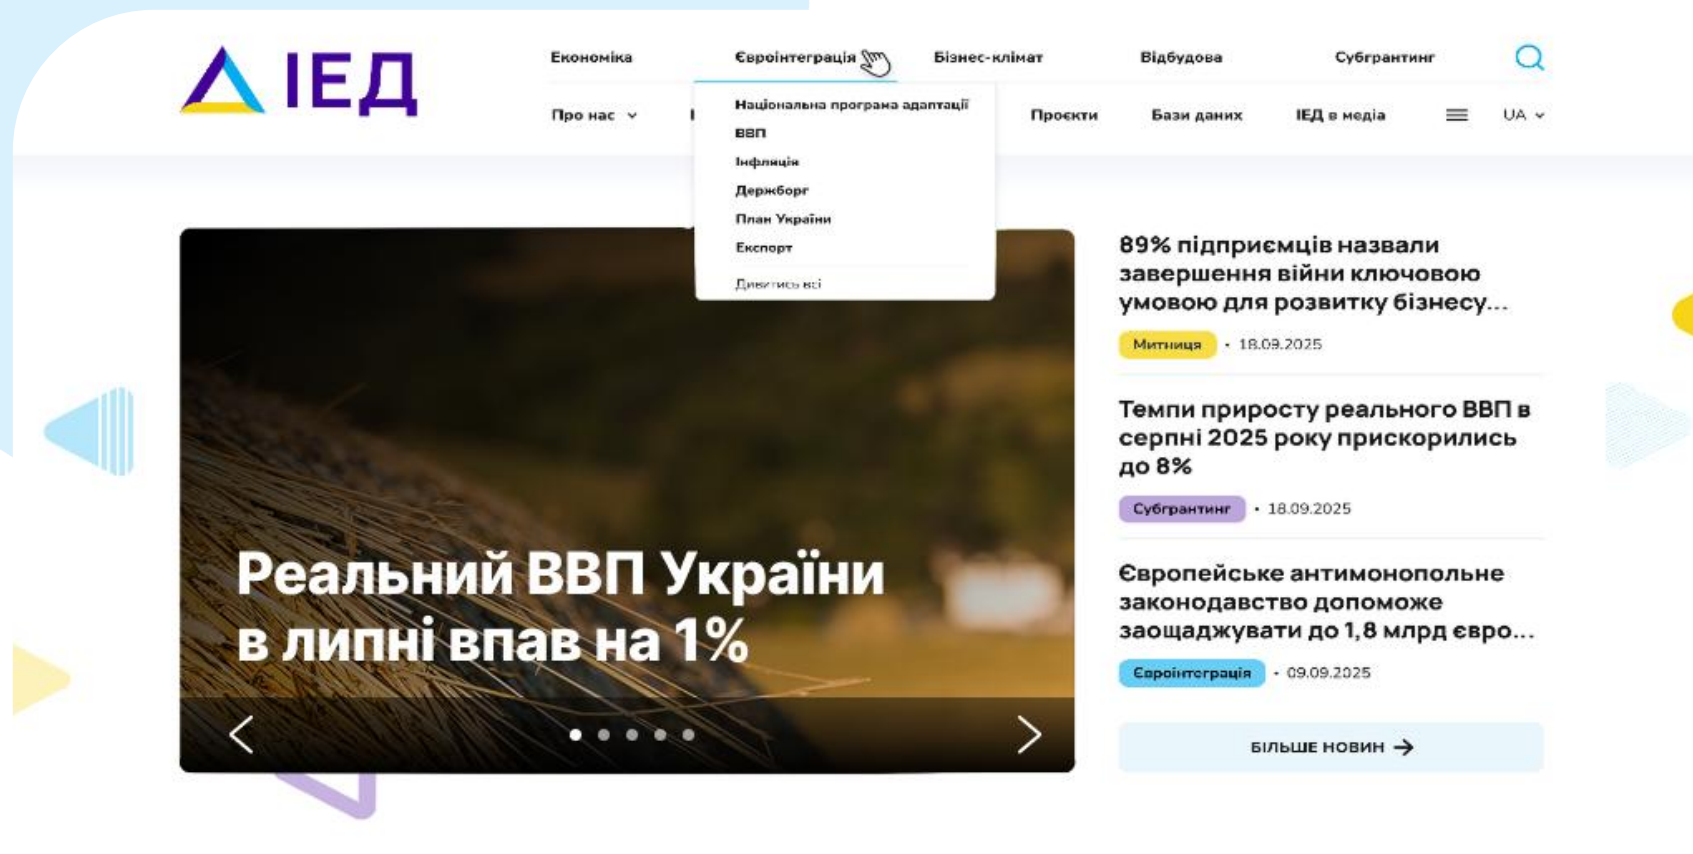 ІЕД
Економіка
Євроінтеграція
Бізнес-клімат
Відбудова
Субгрантинг
Про нас
Проєкти
Бази даних
ІЕД в медіа
UA
Національна програма адаптації
ВВП
Інфляція
Держборг
План України
Експорт
Дивитись всі
Реальний ВВП України
в липні впав на 1%
89% підприємців назвали
завершення війни ключовою
умовою для розвитку бізнесу...
Митниця • 18.09.2025
Темпи приросту реального ВВП в
серпні 2025 року прискорились
до 8%
Субгрантинг • 18.09.2025
Європейське антимонопольне
законодавство допоможе
заощаджувати до 1,8 млрд євро...
Євроінтеграція • 09.09.2025
БІЛЬШЕ НОВИН →